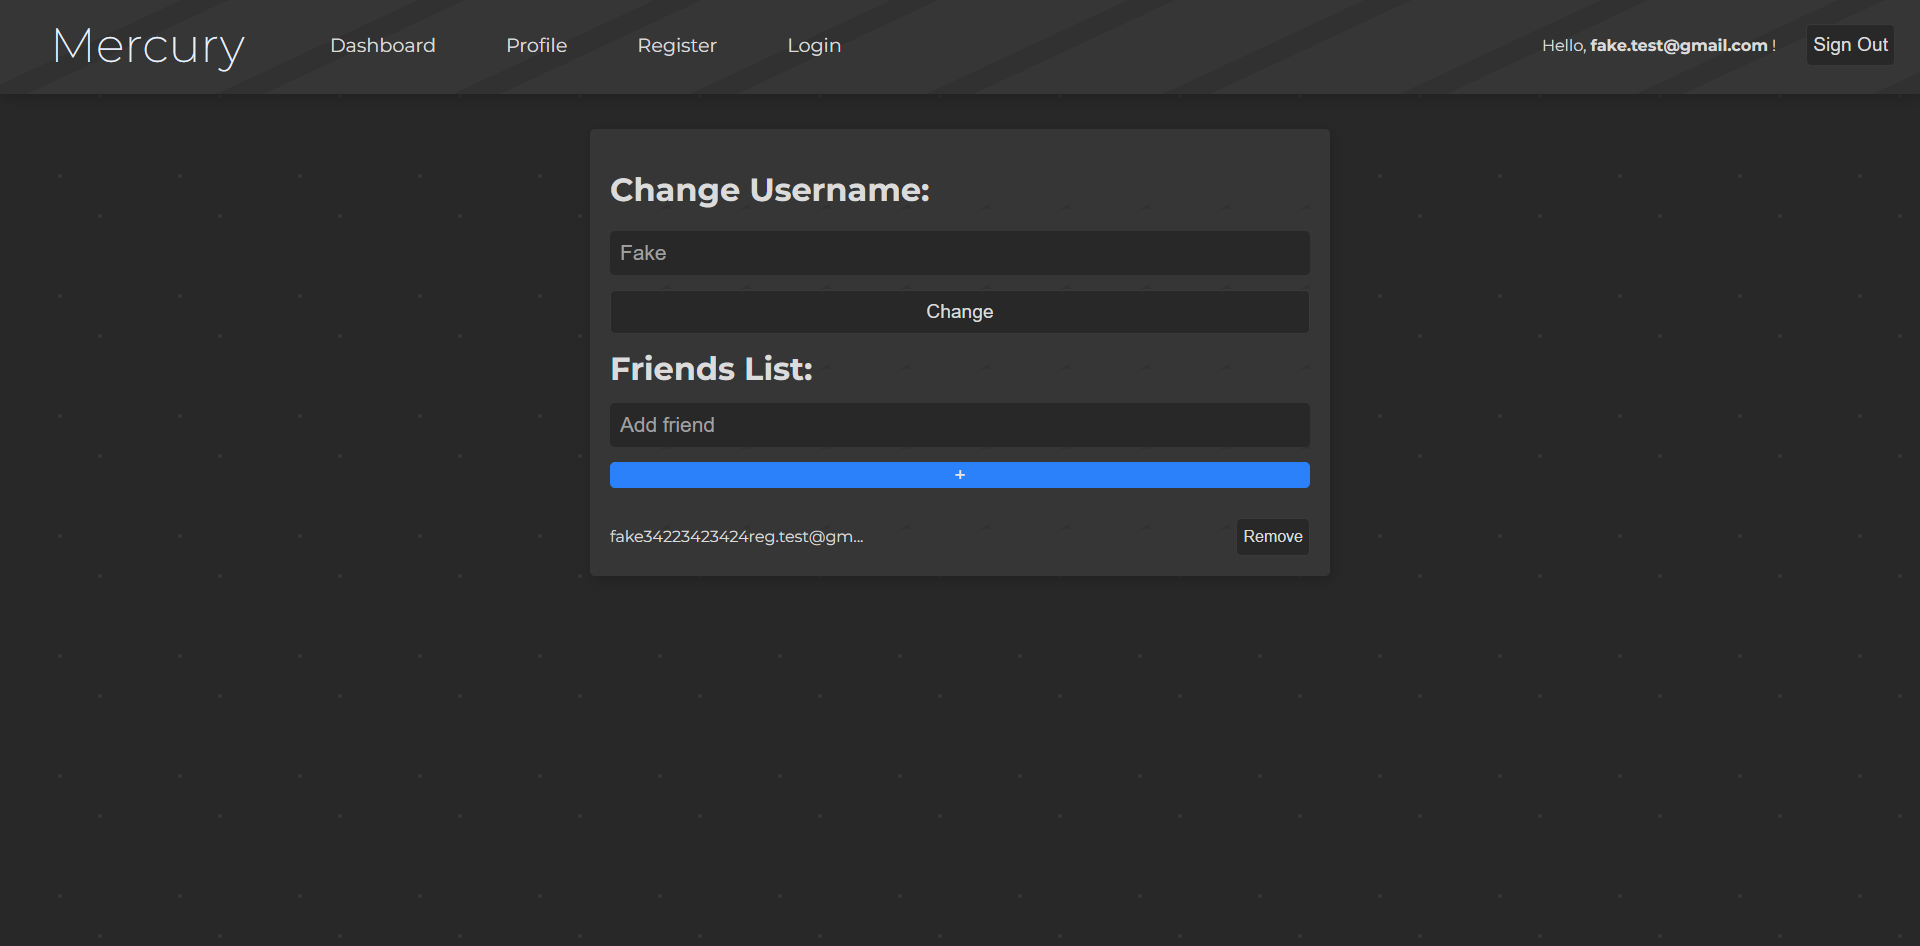 Mercury Dashboard Profile Register Login Hello, fake.test@gmail.com ! Sign Out
Change Username:
Fake
Change
Friends List:
Add friend
+
fake34223423424reg.test@gm... Remove